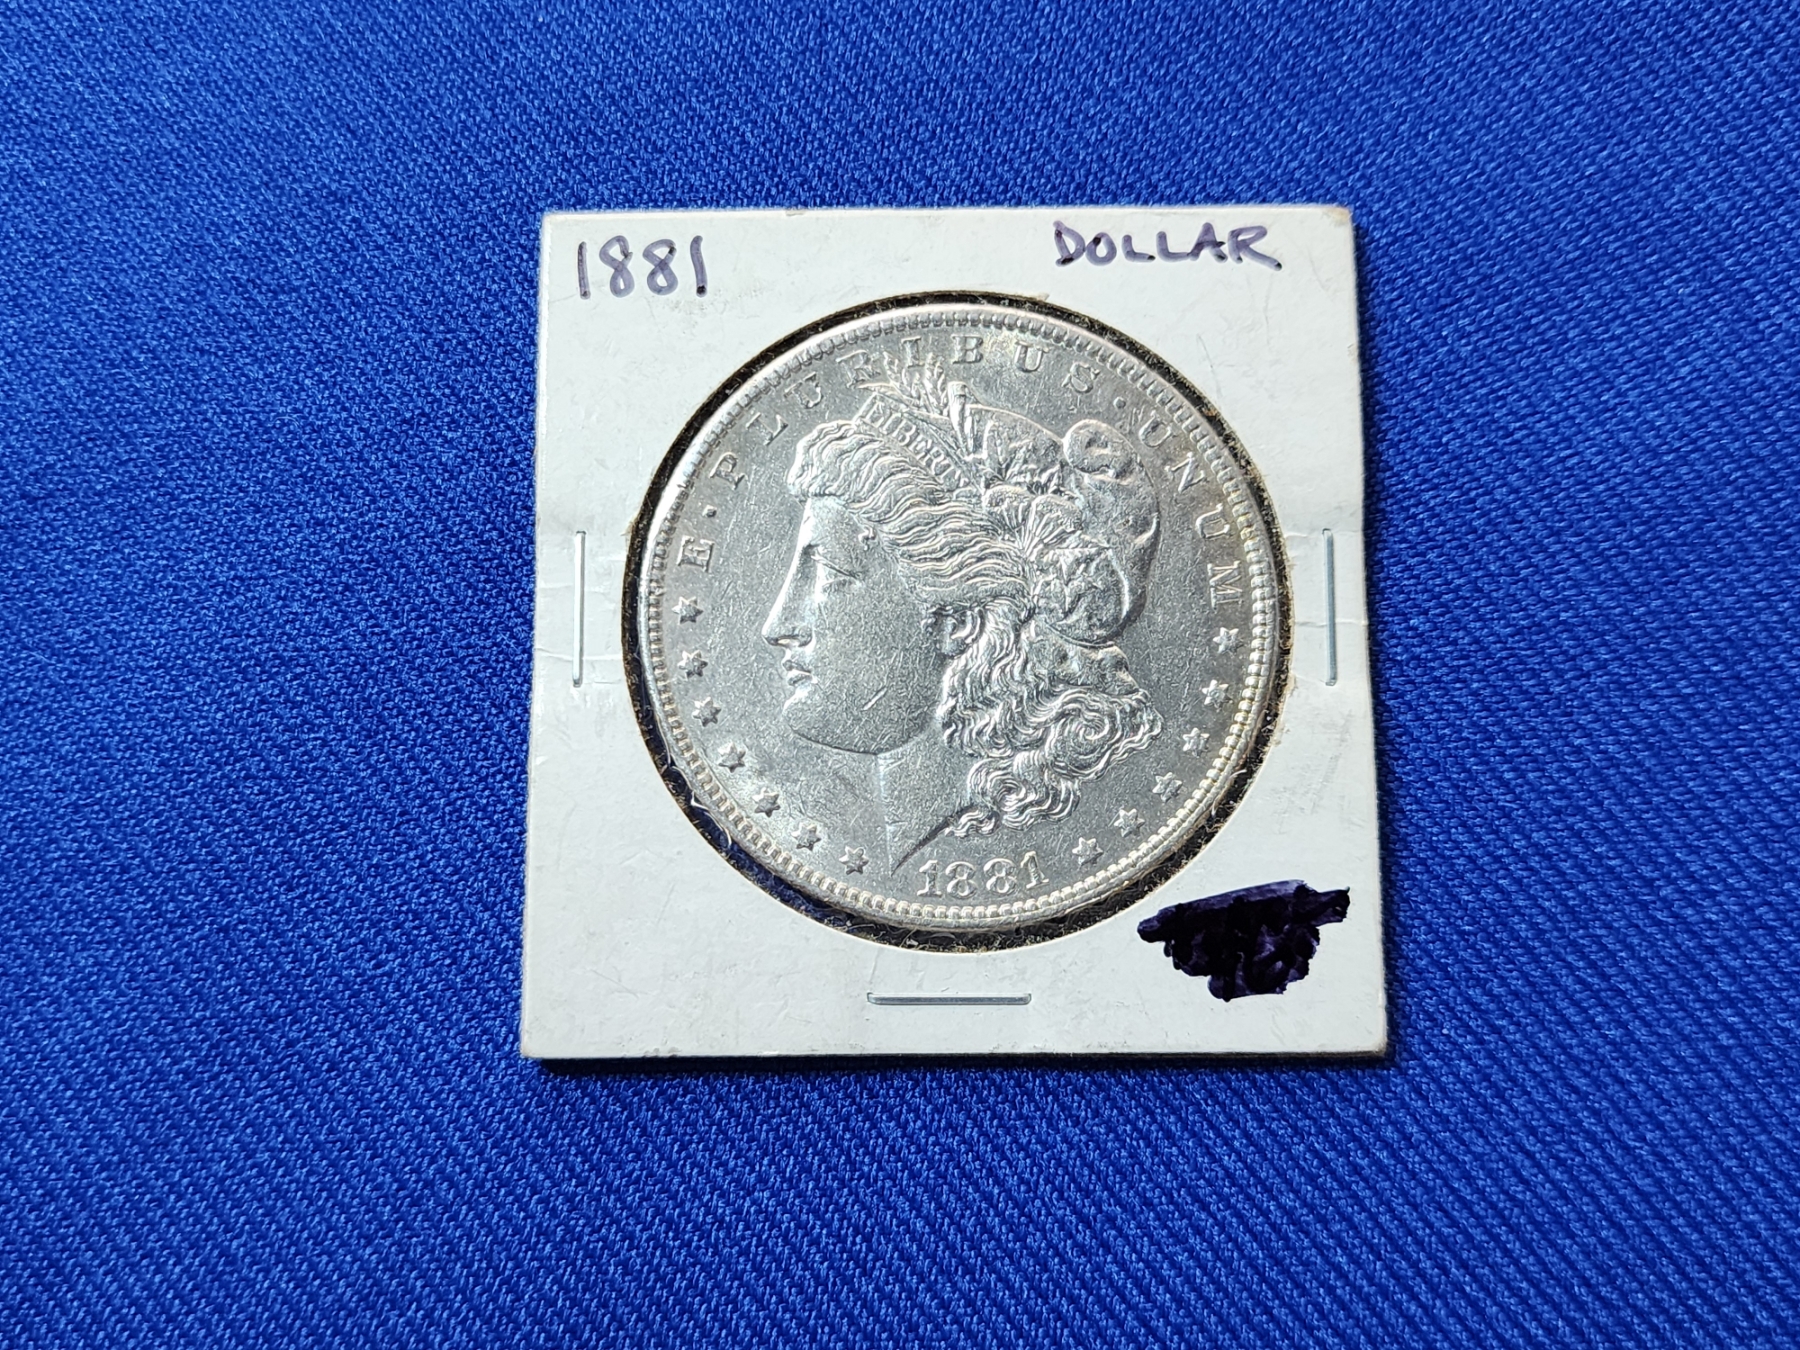 1881 DOLLAR
E · PLURIBUS · UNUM
LIBERTY
1881